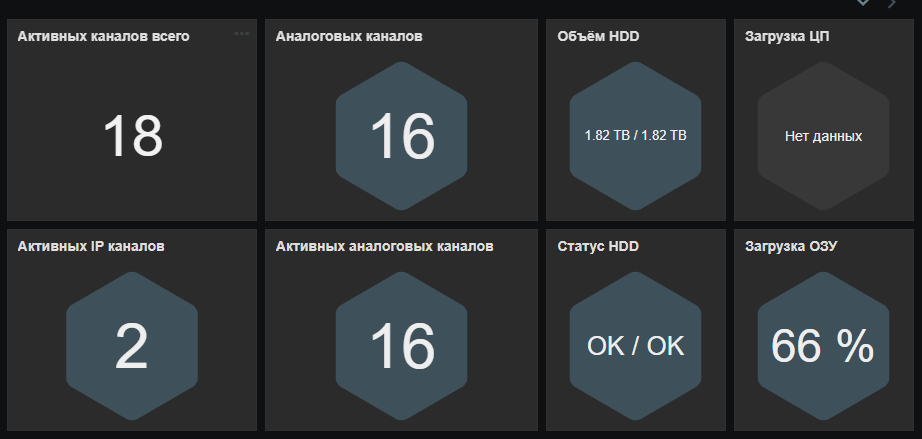 Активных каналов всего
18
Аналоговых каналов
16
Объём HDD
1.82 TB / 1.82 TB
Загрузка ЦП
Нет данных
Активных IP каналов
2
Активных аналоговых каналов
16
Статус HDD
OK / OK
Загрузка ОЗУ
66 %